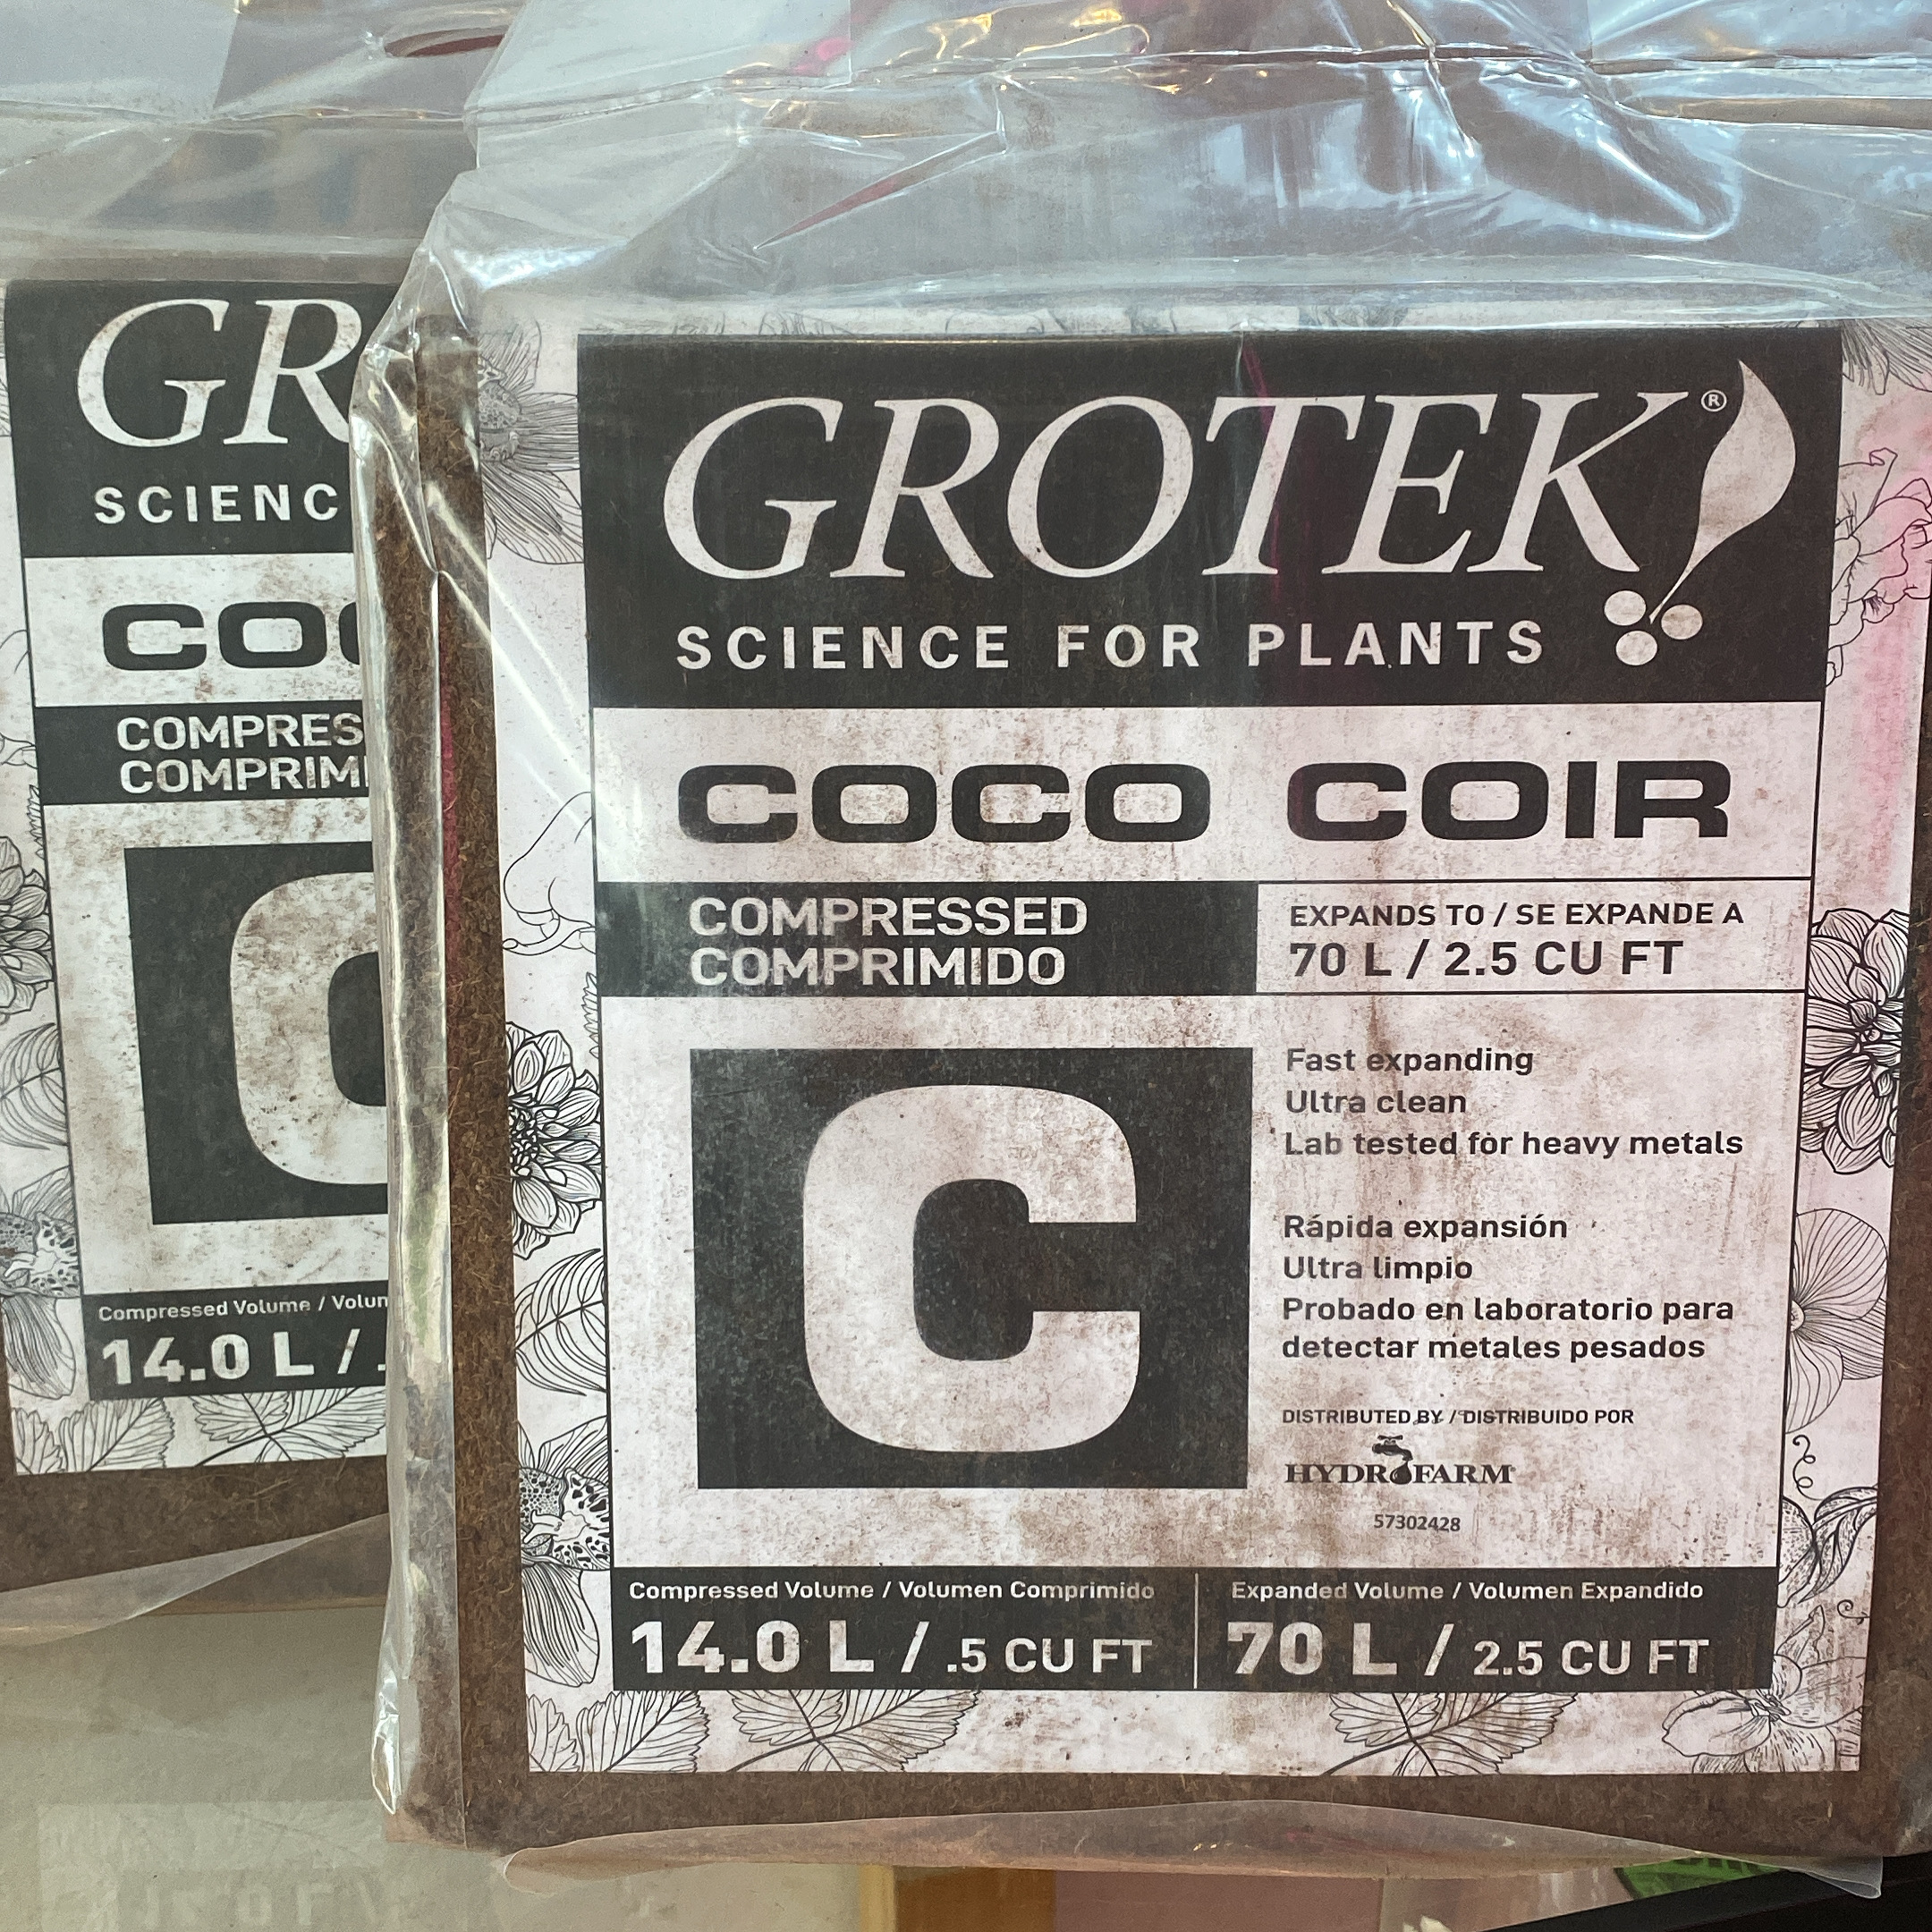 GROTEK®
SCIENCE FOR PLANTS
COCO COIR
COMPRESSED
COMPRIMIDO
EXPANDS TO / SE EXPANDE A
70 L / 2.5 CU FT
Fast expanding
Ultra clean
Lab tested for heavy metals
Rápida expansión
Ultra limpio
Probado en laboratorio para
detectar metales pesados
DISTRIBUTED BY / DISTRIBUIDO POR
HYDROFARM
57302428
C
Compressed Volume / Volumen Comprimido
14.0 L / .5 CU FT
Expanded Volume / Volumen Expandido
70 L / 2.5 CU FT
GR
SCIENC
CO
COMPRES
COMPRIM
C
Compressed Volume / Volum
14.0 L / .